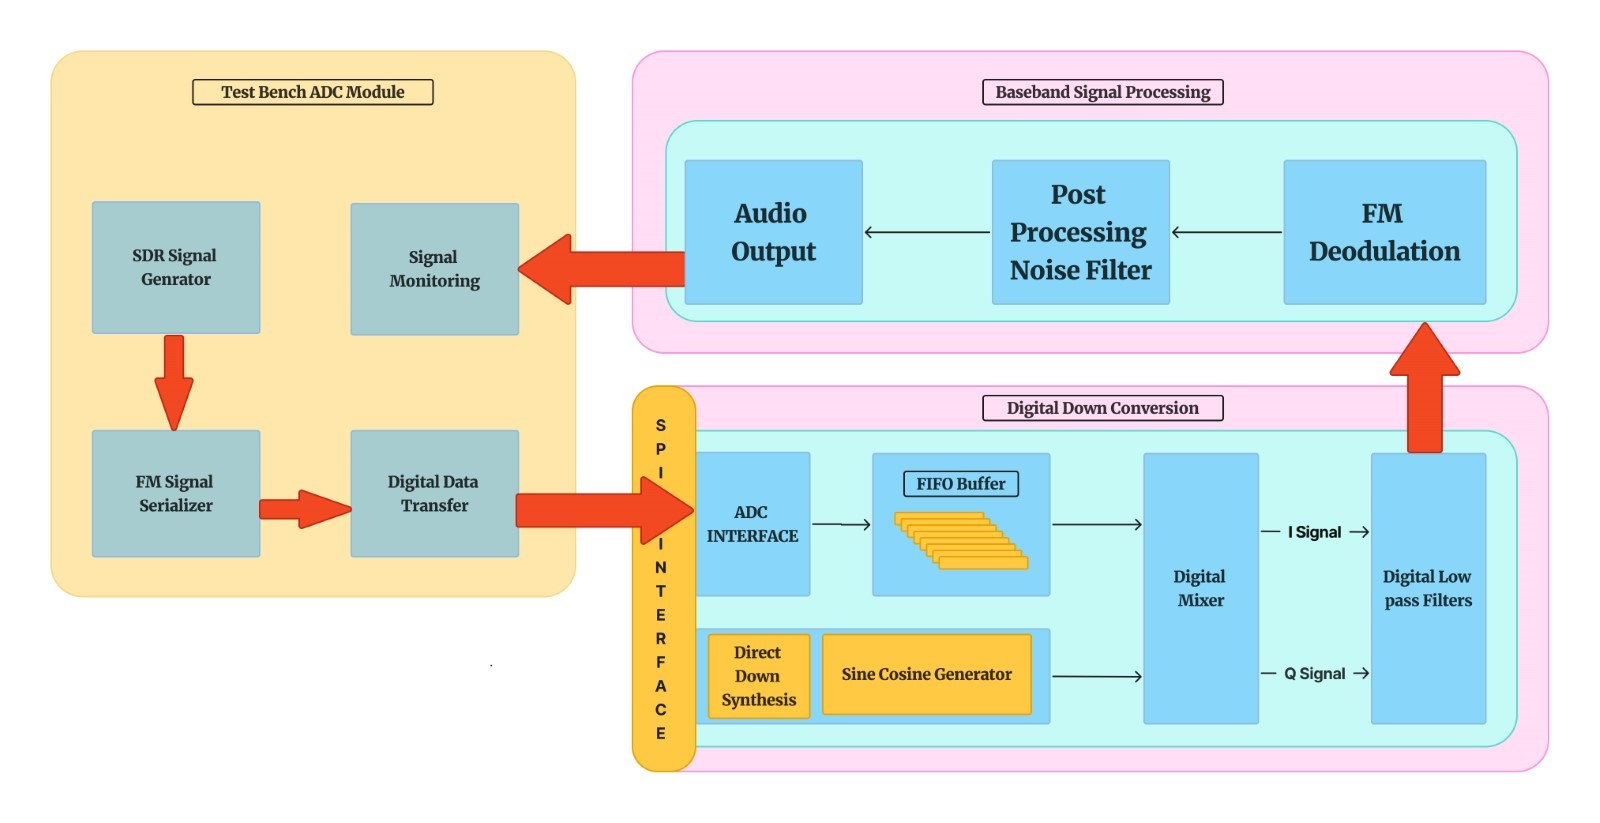 Test Bench ADC Module
SDR Signal
Genrator
Signal
Monitoring
FM Signal
Serializer
Digital Data
Transfer
Baseband Signal Processing
Audio
Output
Post
Processing
Noise Filter
FM
Deodulation
Digital Down Conversion
S
P
I
I
N
T
E
R
F
A
C
E
ADC
INTERFACE
FIFO Buffer
Direct
Down
Synthesis
Sine Cosine Generator
Digital
Mixer
I Signal
Q Signal
Digital Low
pass Filters